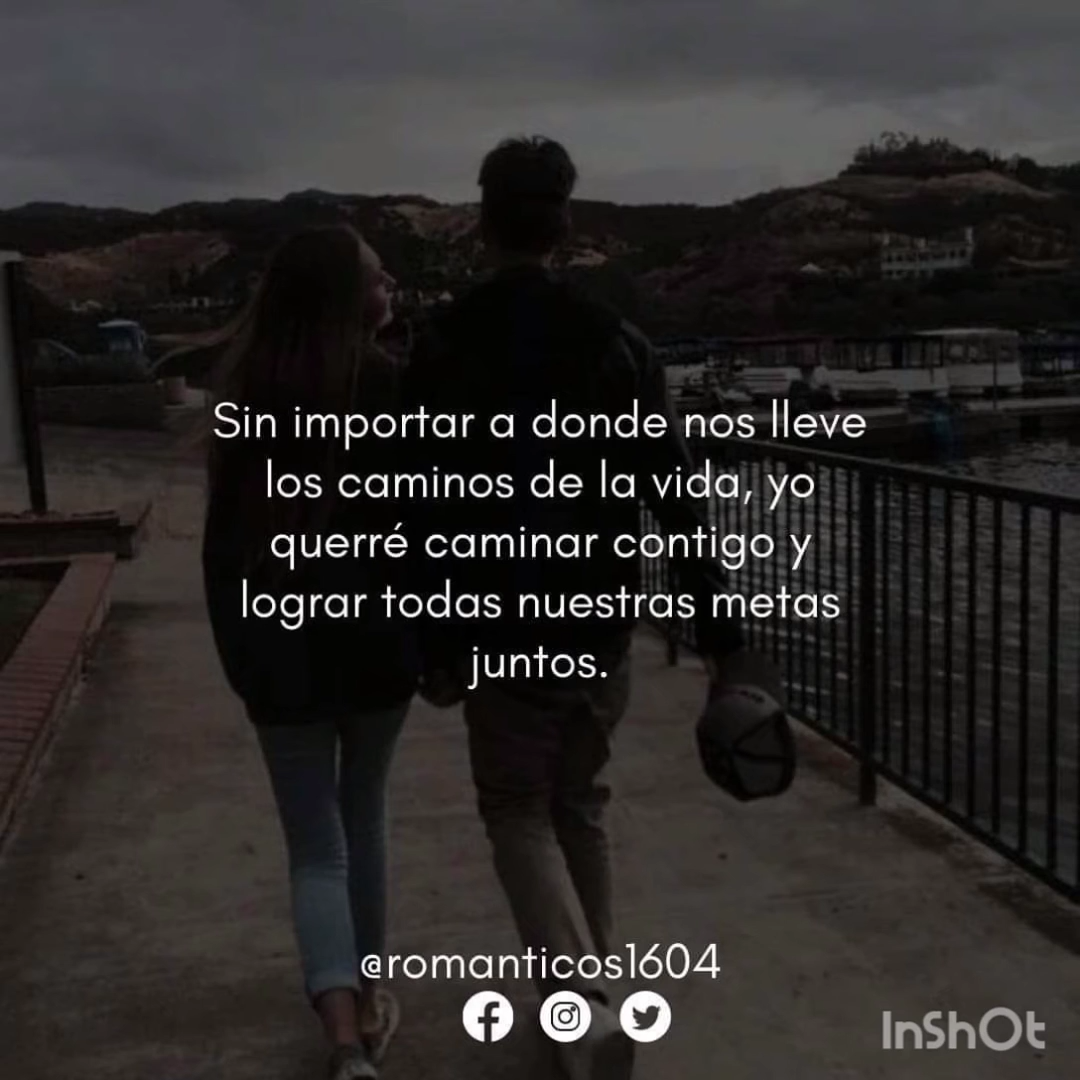 Sin importar a donde nos lleve
los caminos de la vida, yo
querré caminar contigo y
lograr todas nuestras metas
juntos.
@romanticos1604
InShOt